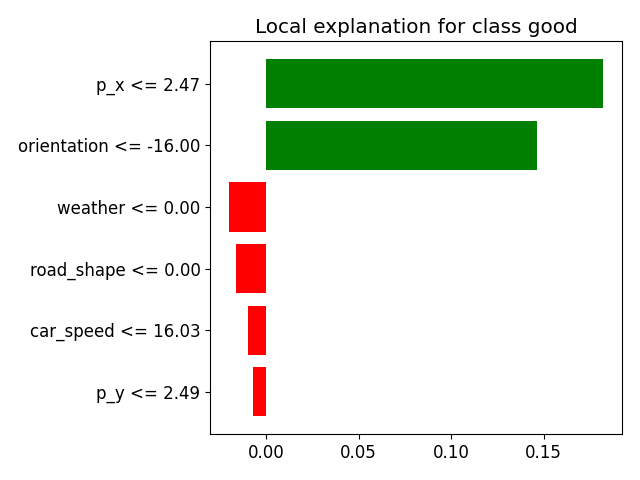 Local explanation for class good
p_x <= 2.47
orientation <= -16.00
weather <= 0.00
road_shape <= 0.00
car_speed <= 16.03
p_y <= 2.49
0.00 0.05 0.10 0.15